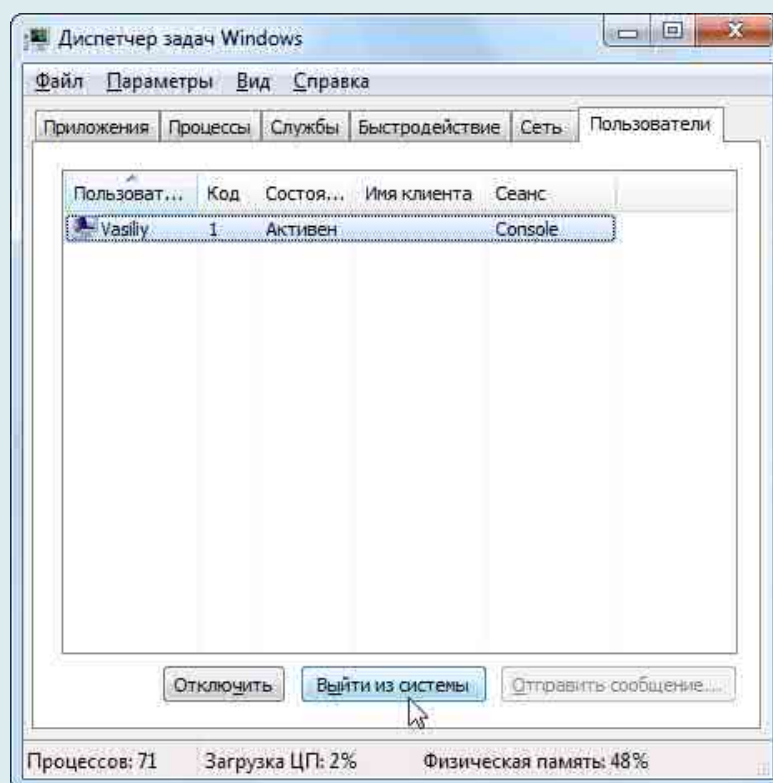 Диспетчер задач Windows
Файл Параметры Вид Справка
Приложения Процессы Службы Быстродействие Сеть Пользователи
Пользоват... Код Состоя... Имя клиента Сеанс
Vasiliy 1 Активен Console
Отключить Выйти из системы Отправить сообщение...
Процессов: 71 Загрузка ЦП: 2% Физическая память: 48%